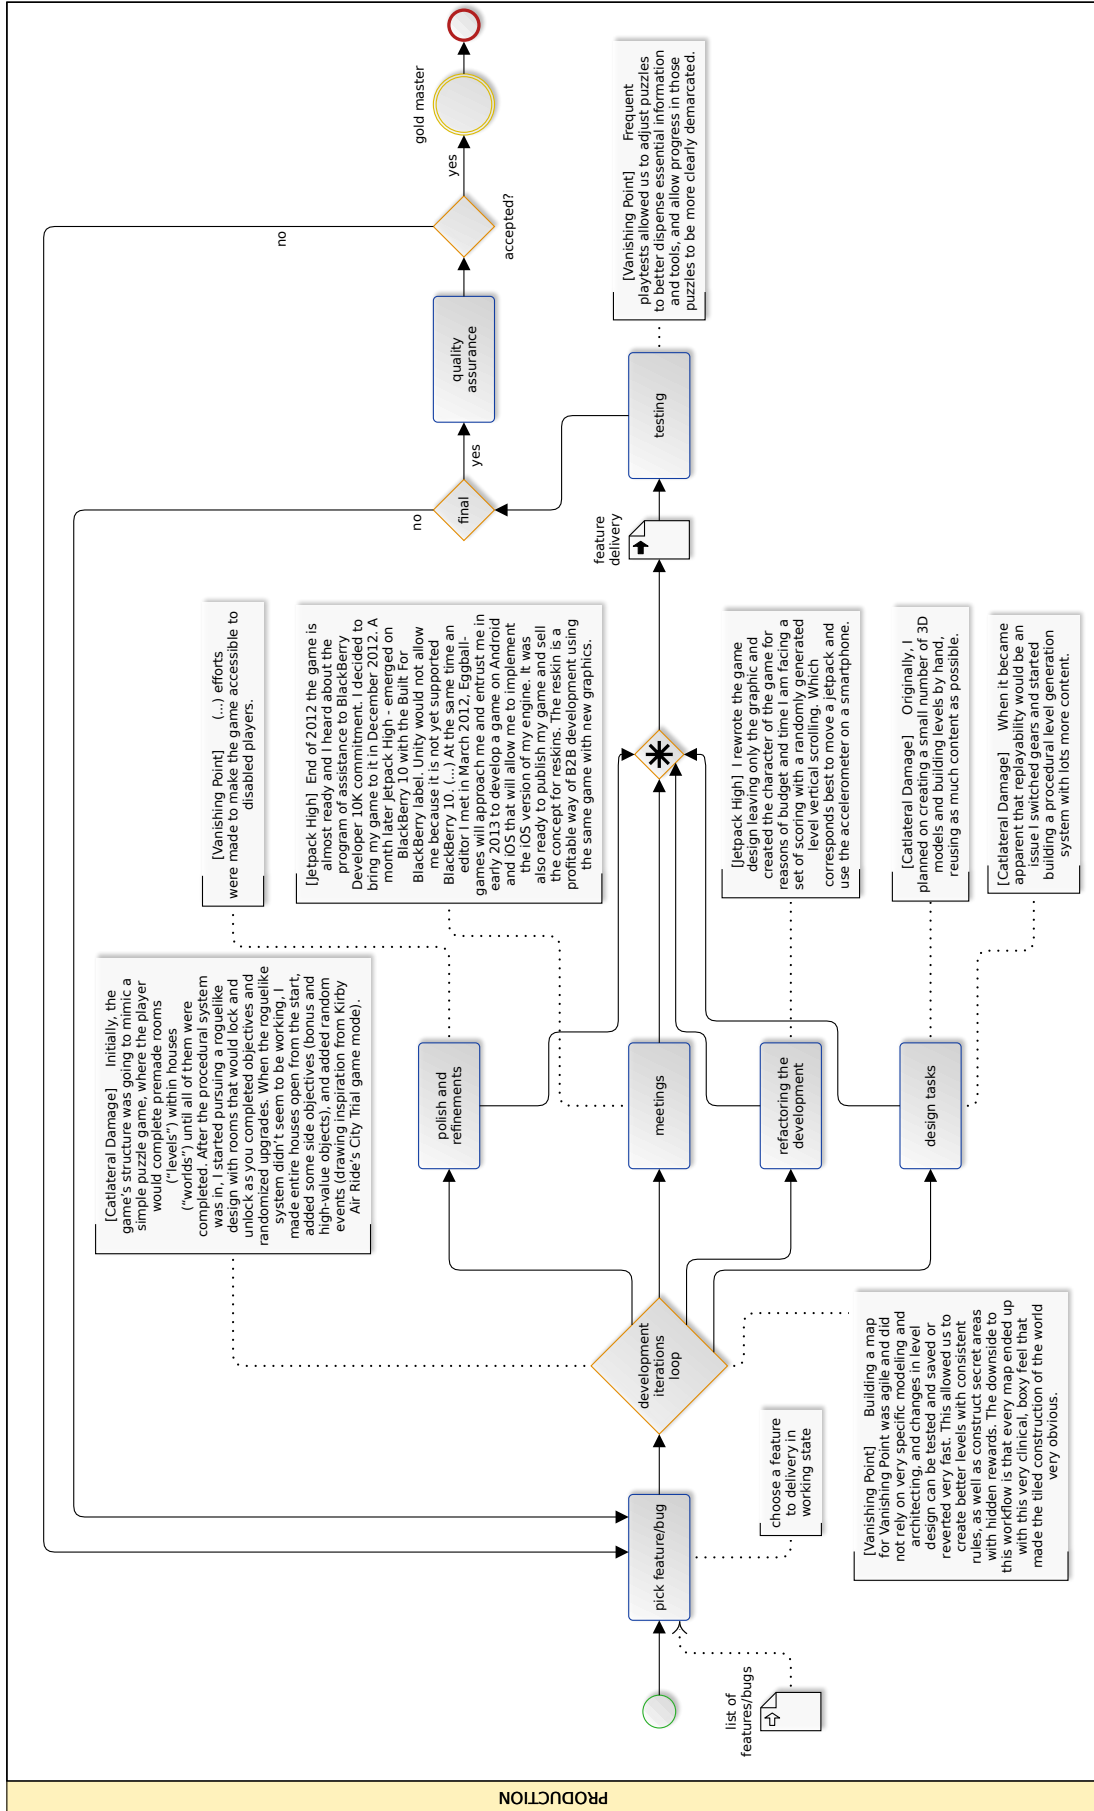 PRODUCTION
list of
features/bugs
pick feature/bug
choose a feature
to delivery in
working state
development
iterations
loop
[Catlateral Damage] Initially, the
game's structure was going to mimic a
simple puzzle game, where the player
would complete premade rooms
("levels") within houses
("worlds") until all of them were
completed. After the procedural system
was in, I started pursuing a roguelike
design with rooms that would lock and
unlock as you completed objectives and
randomized upgrades. When the roguelike
system didn't seem to be working, I
made entire houses open from the start,
added some side objectives (bonus and
high-value objects), and added random
events (drawing inspiration from Kirby
Air Ride's City Trial game mode).
[Vanishing Point] Building a map
for Vanishing Point was agile and did
not rely on very specific modeling and
architecting, and changes in level
design can be tested and saved or
reverted very fast. This allowed us to
create better levels with consistent
rules, as well as construct secret areas
with hidden rewards. The downside to
this workflow is that every map ended up
with this very clinical, boxy feel that
made the tiled construction of the world
very obvious.
polish and
refinements
meetings
refactoring the
development
design tasks
[Vanishing Point] (...) efforts
were made to make the game accessible to
disabled players.
[Jetpack High] End of 2012 the game is
almost ready and I heard about the
program of assistance to BlackBerry
Developer 10K commitment. I decided to
bring my game to it in December 2012. A
month later Jetpack High - emerged on
BlackBerry 10 with the Built For
BlackBerry label. Unity would not allow
me because it is not yet supported
BlackBerry 10. (...) At the same time an
editor I met in March 2012, Eggball-
games will approach me and entrust me in
early 2013 to develop a game on Android
and iOS that will allow me to implement
the iOS version of my engine. It was
also ready to publish my game and sell
the concept for reskins. The reskin is a
profitable way of B2B development using
the same game with new graphics.
[Jetpack High] I rewrote the game
design leaving only the graphic and
created the character of the game for
reasons of budget and time I am facing a
set of scoring with a randomly generated
level vertical scrolling. Which
corresponds best to move a jetpack and
use the accelerometer on a smartphone.
[Catlateral Damage] Originally, I
planned on creating a small number of 3D
models and building levels by hand,
reusing as much content as possible.
[Catlateral Damage] When it became
apparent that replayability would be an
issue I switched gears and started
building a procedural level generation
system with lots more content.
feature
delivery
testing
[Vanishing Point] Frequent
playtests allowed us to adjust puzzles
to better dispense essential information
and tools, and allow progress in those
puzzles to be more clearly demarcated.
final
no
yes
quality
assurance
accepted?
no
yes
gold master